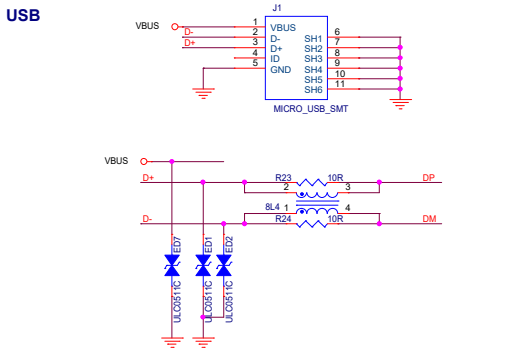 USB
J1
VBUS
1 VBUS
D- 2 D- SH1 6
D+ 3 D+ SH2 7
4 ID SH3 8
5 GND SH4 9
SH5 10
SH6 11
MICRO_USB_SMT
VBUS
D+ R23 10R DP
2 3
8L4 1 4
D- R24 10R DM
ED7 ED1 ED2
ULC0511C ULC0511C ULC0511C